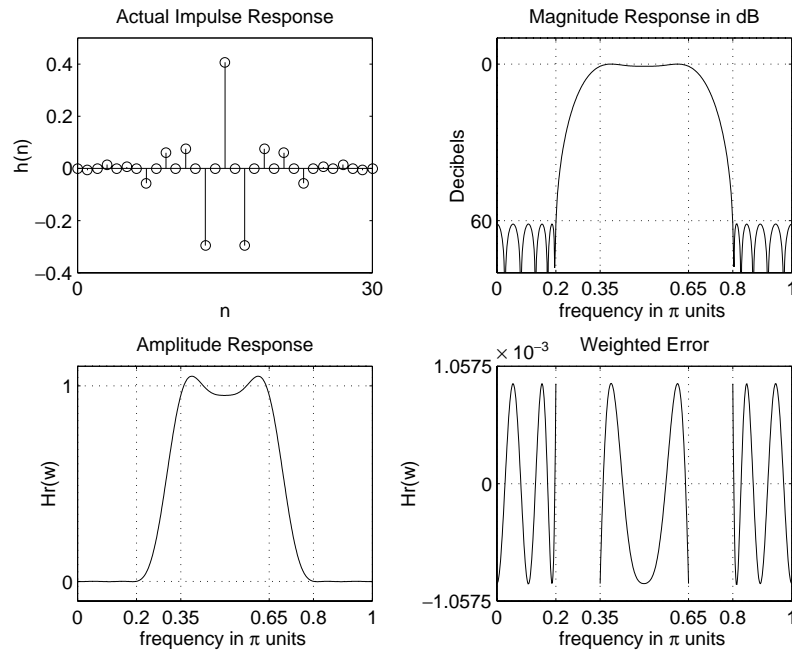 Actual Impulse Response
0.4
0.2
0
−0.2
−0.4
h(n)
0
30
n
Magnitude Response in dB
0
60
Decibels
0
0.2
0.35
0.65
0.8
1
frequency in π units
Amplitude Response
1
0
Hr(w)
0
0.2
0.35
0.65
0.8
1
frequency in π units
× 10⁻³
Weighted Error
1.0575
0
−1.0575
Hr(w)
0
0.2
0.35
0.65
0.8
1
frequency in π units